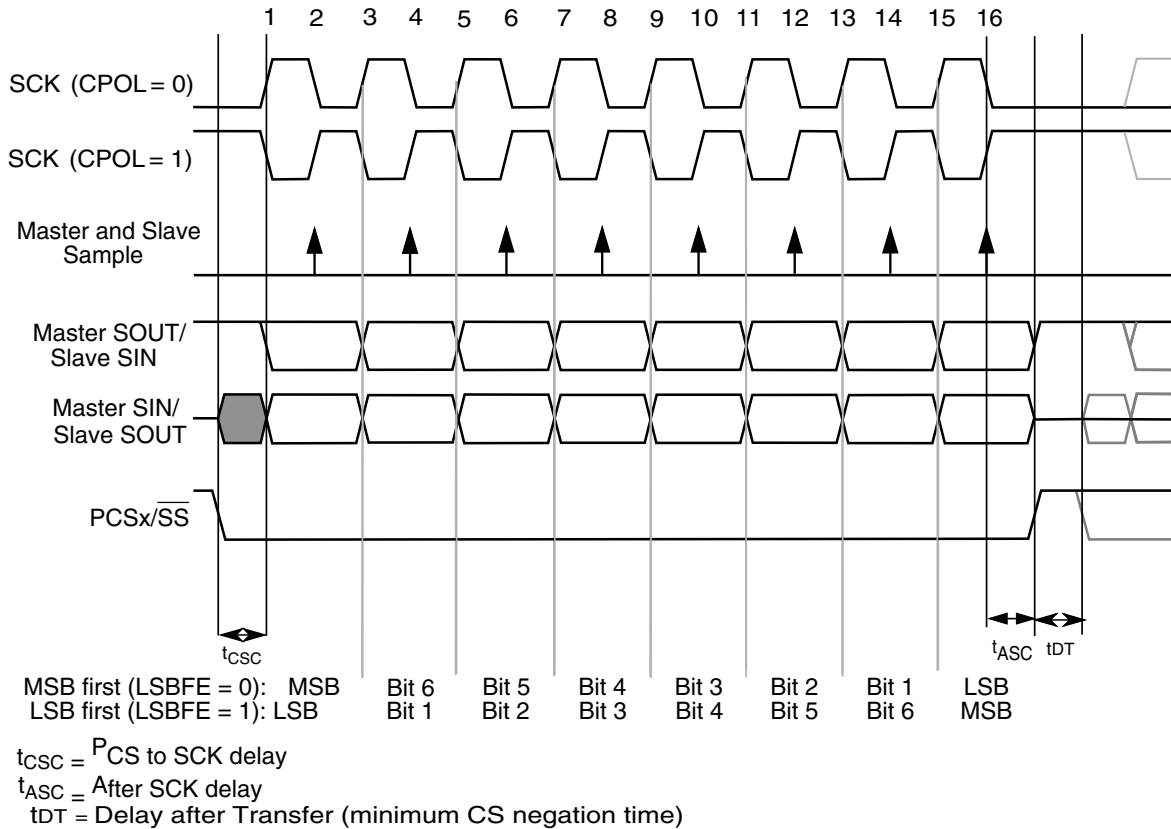 1 2 3 4 5 6 7 8 9 10 11 12 13 14 15 16
SCK (CPOL = 0)
SCK (CPOL = 1)
Master and Slave
Sample
Master SOUT/
Slave SIN
Master SIN/
Slave SOUT
PCSx/SS
tCSC
tASC
tDT
MSB first (LSBFE = 0): MSB Bit 6 Bit 5 Bit 4 Bit 3 Bit 2 Bit 1 LSB
LSB first (LSBFE = 1): LSB Bit 1 Bit 2 Bit 3 Bit 4 Bit 5 Bit 6 MSB
tCSC = PCS to SCK delay
tASC = After SCK delay
tDT = Delay after Transfer (minimum CS negation time)